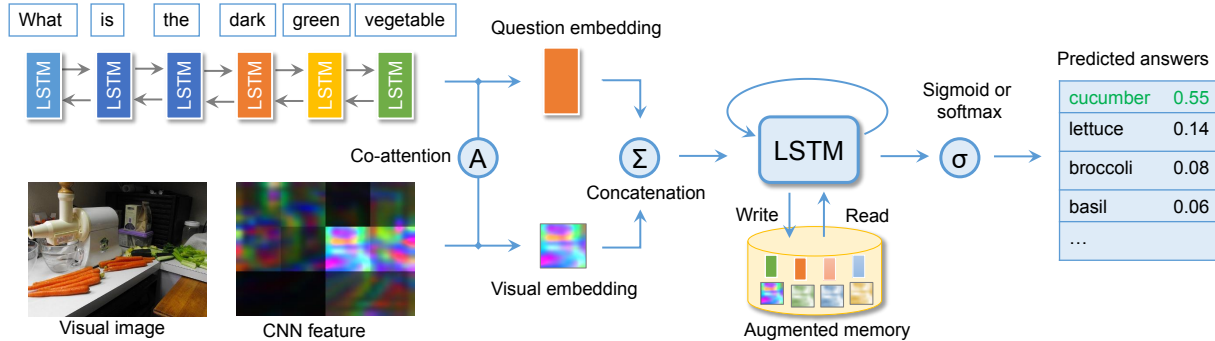 What is the dark green vegetable
LSTM LSTM LSTM LSTM LSTM LSTM
Question embedding
Co-attention
A
Σ
Concatenation
Visual embedding
Visual image
CNN feature
LSTM
Write
Read
Augmented memory
Sigmoid or
softmax
σ
Predicted answers
cucumber 0.55
lettuce 0.14
broccoli 0.08
basil 0.06
…